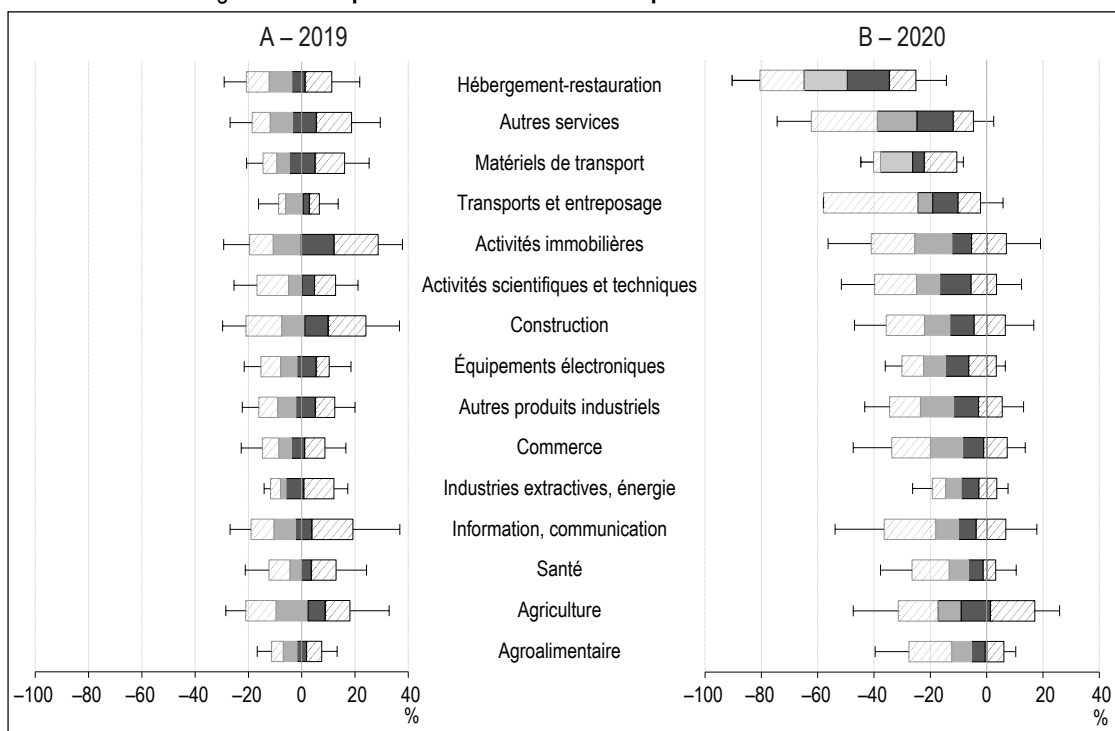 A – 2019
B – 2020
Hébergement-restauration
Autres services
Matériels de transport
Transports et entreposage
Activités immobilières
Activités scientifiques et techniques
Construction
Équipements électroniques
Autres produits industriels
Commerce
Industries extractives, énergie
Information, communication
Santé
Agriculture
Agroalimentaire
–100 –80 –60 –40 –20 0 20 40
%
–100 –80 –60 –40 –20 0 20 40
%